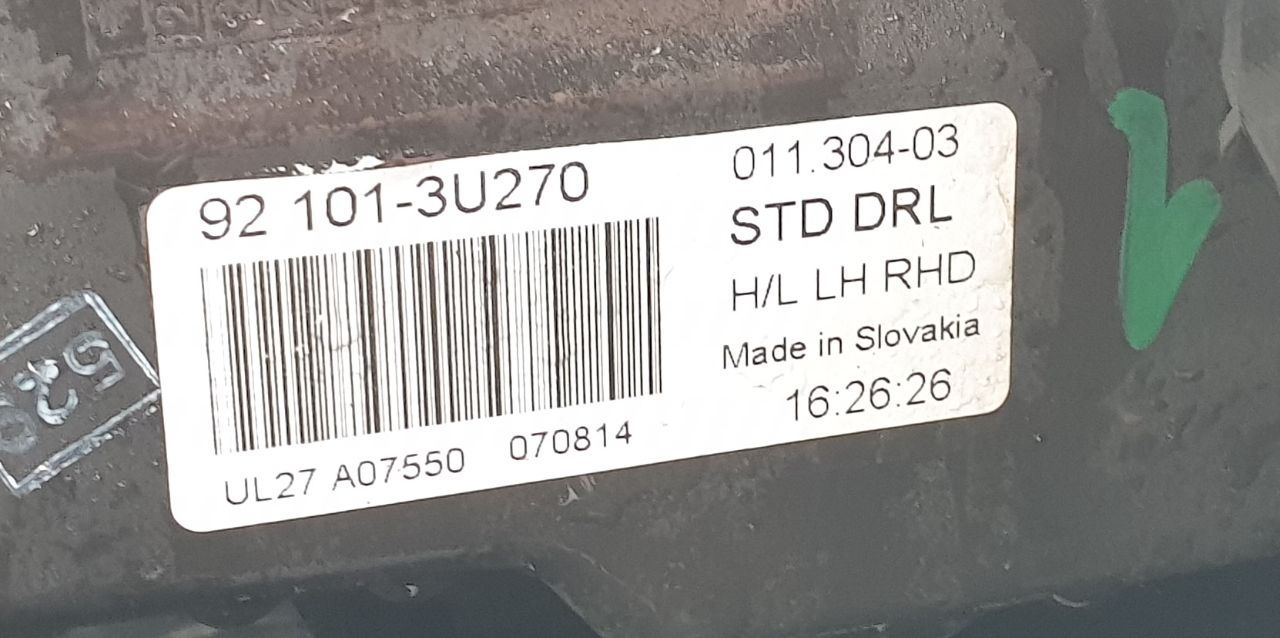 92 101-3U270
UL27 A07550 070814
011.304-03
STD DRL
H/L LH RHD
Made in Slovakia
16:26:26